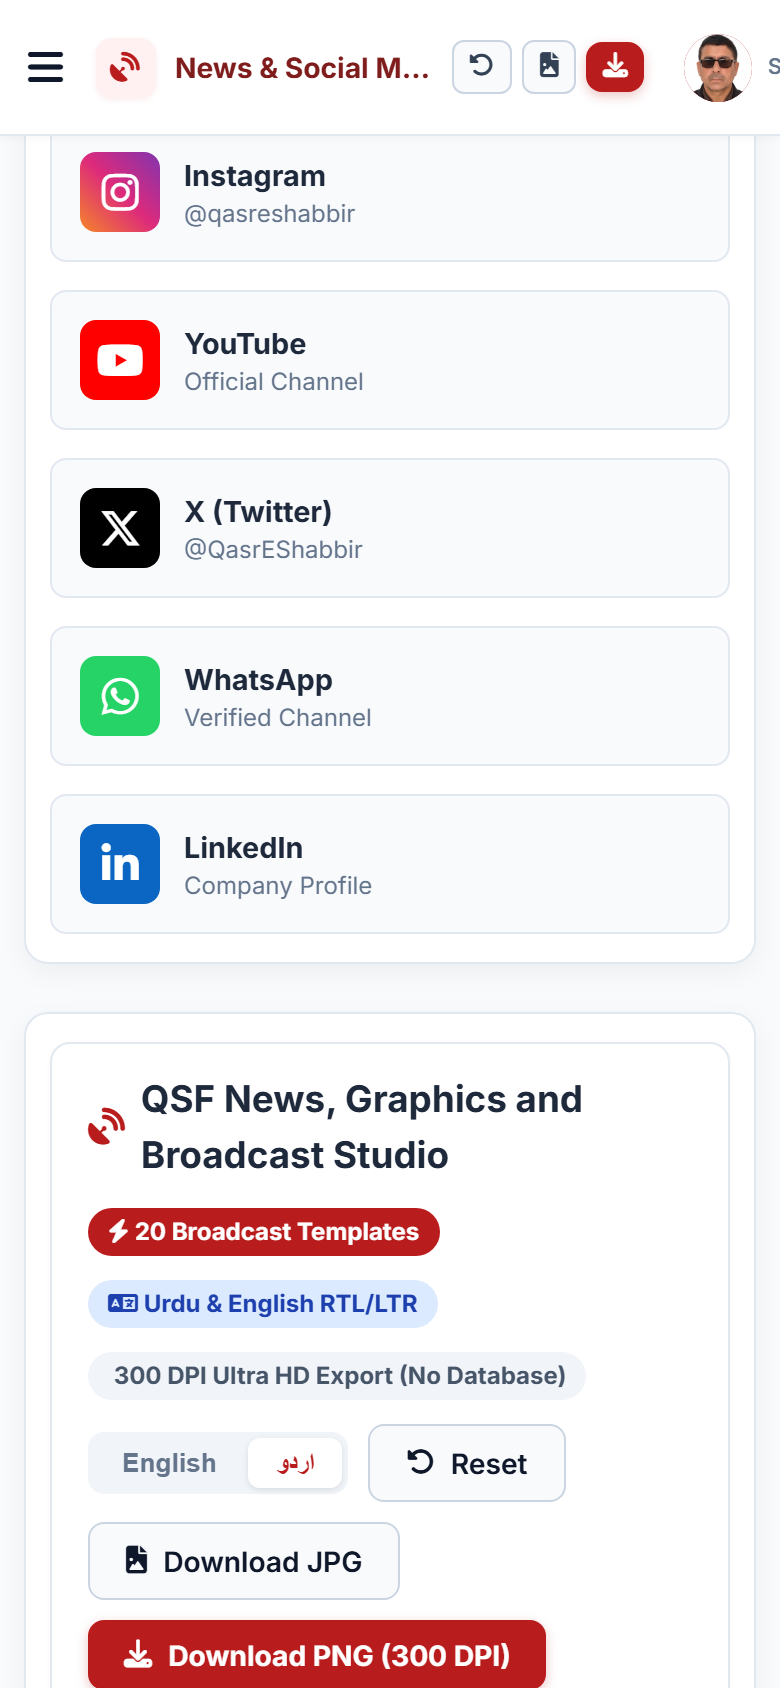 News & Social M...
S
Instagram
@qasreshabbir
YouTube
Official Channel
X (Twitter)
@QasrEShabbir
WhatsApp
Verified Channel
in
LinkedIn
Company Profile
QSF News, Graphics and
Broadcast Studio
20 Broadcast Templates
Urdu & English RTL/LTR
300 DPI Ultra HD Export (No Database)
English
اردو
Reset
Download JPG
Download PNG (300 DPI)